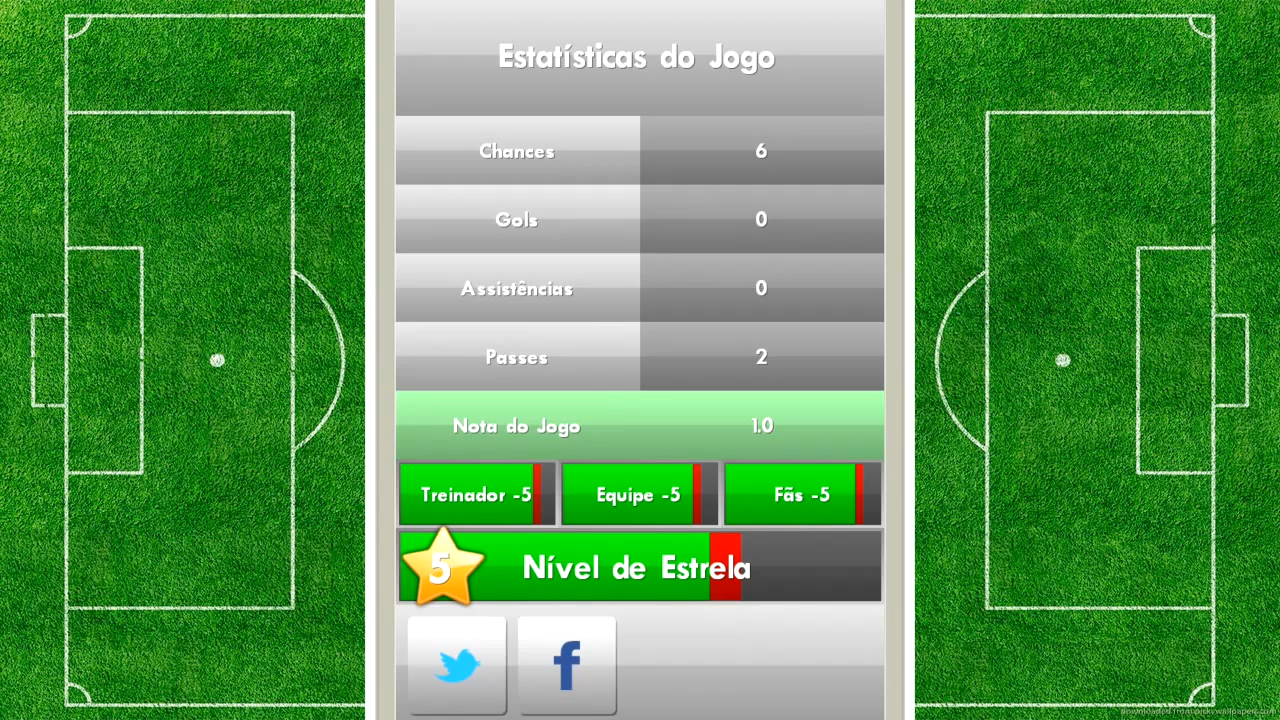 Estatísticas do Jogo
Chances 6
Gols 0
Assistências 0
Passes 2
Nota do Jogo 1.0
Treinador -5 Equipe -5 Fãs -5
5 Nível de Estrela
f